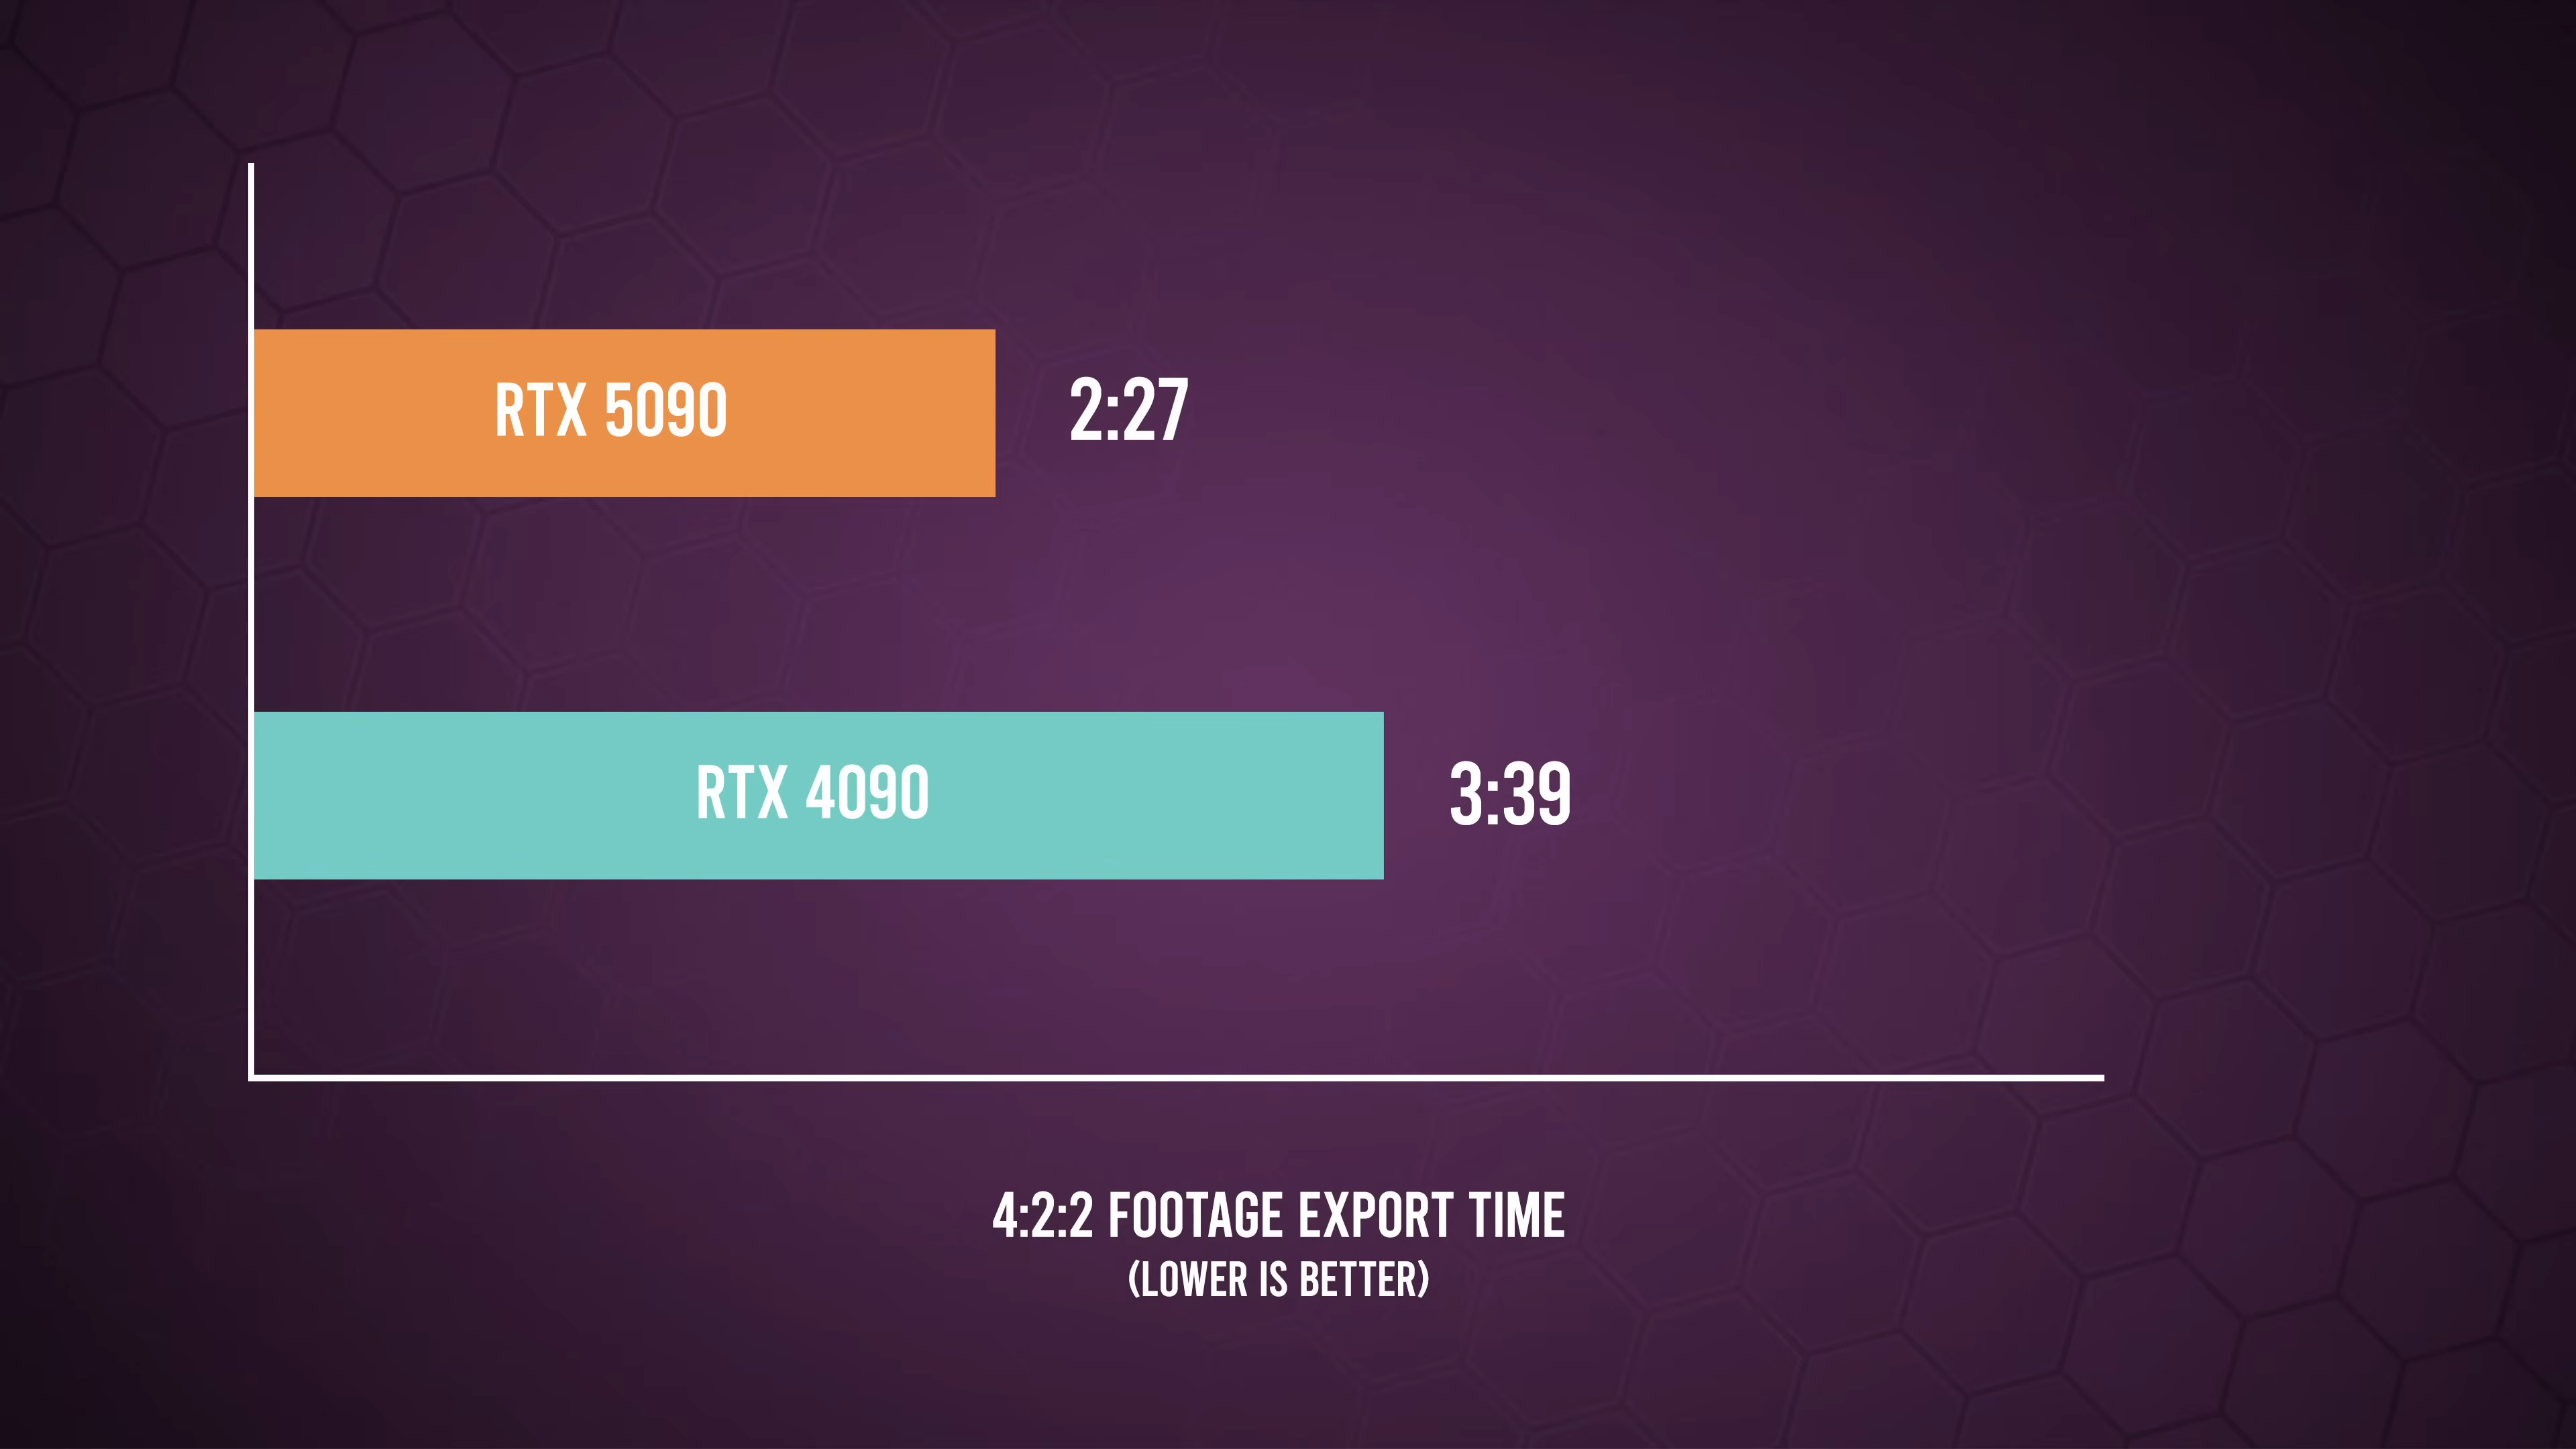 RTX 5090
2:27
RTX 4090
3:39
4:2:2 FOOTAGE EXPORT TIME
(LOWER IS BETTER)